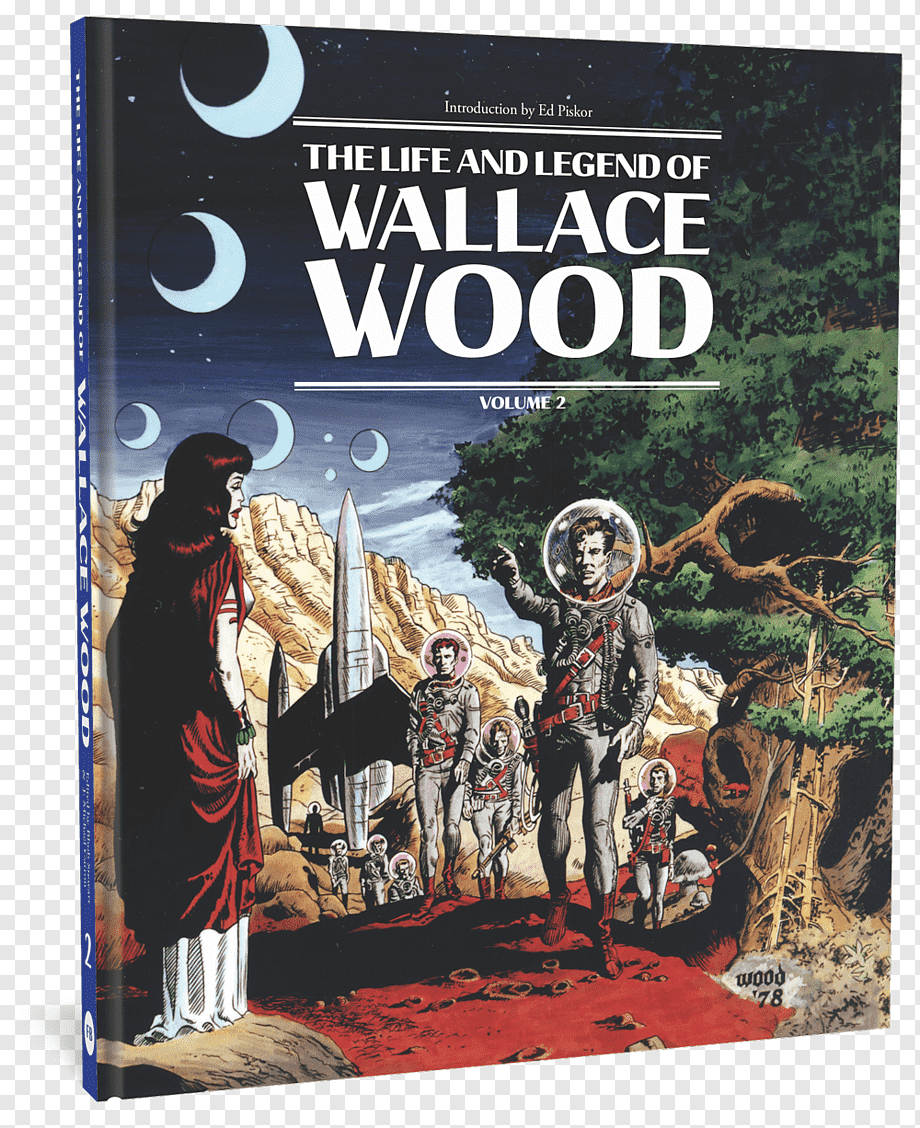 Introduction by Ed Piskor
THE LIFE AND LEGEND OF
WALLACE
WOOD
VOLUME 2
wood
'78
THE LIFE AND LEGEND OF WALLACE WOOD
2
FB